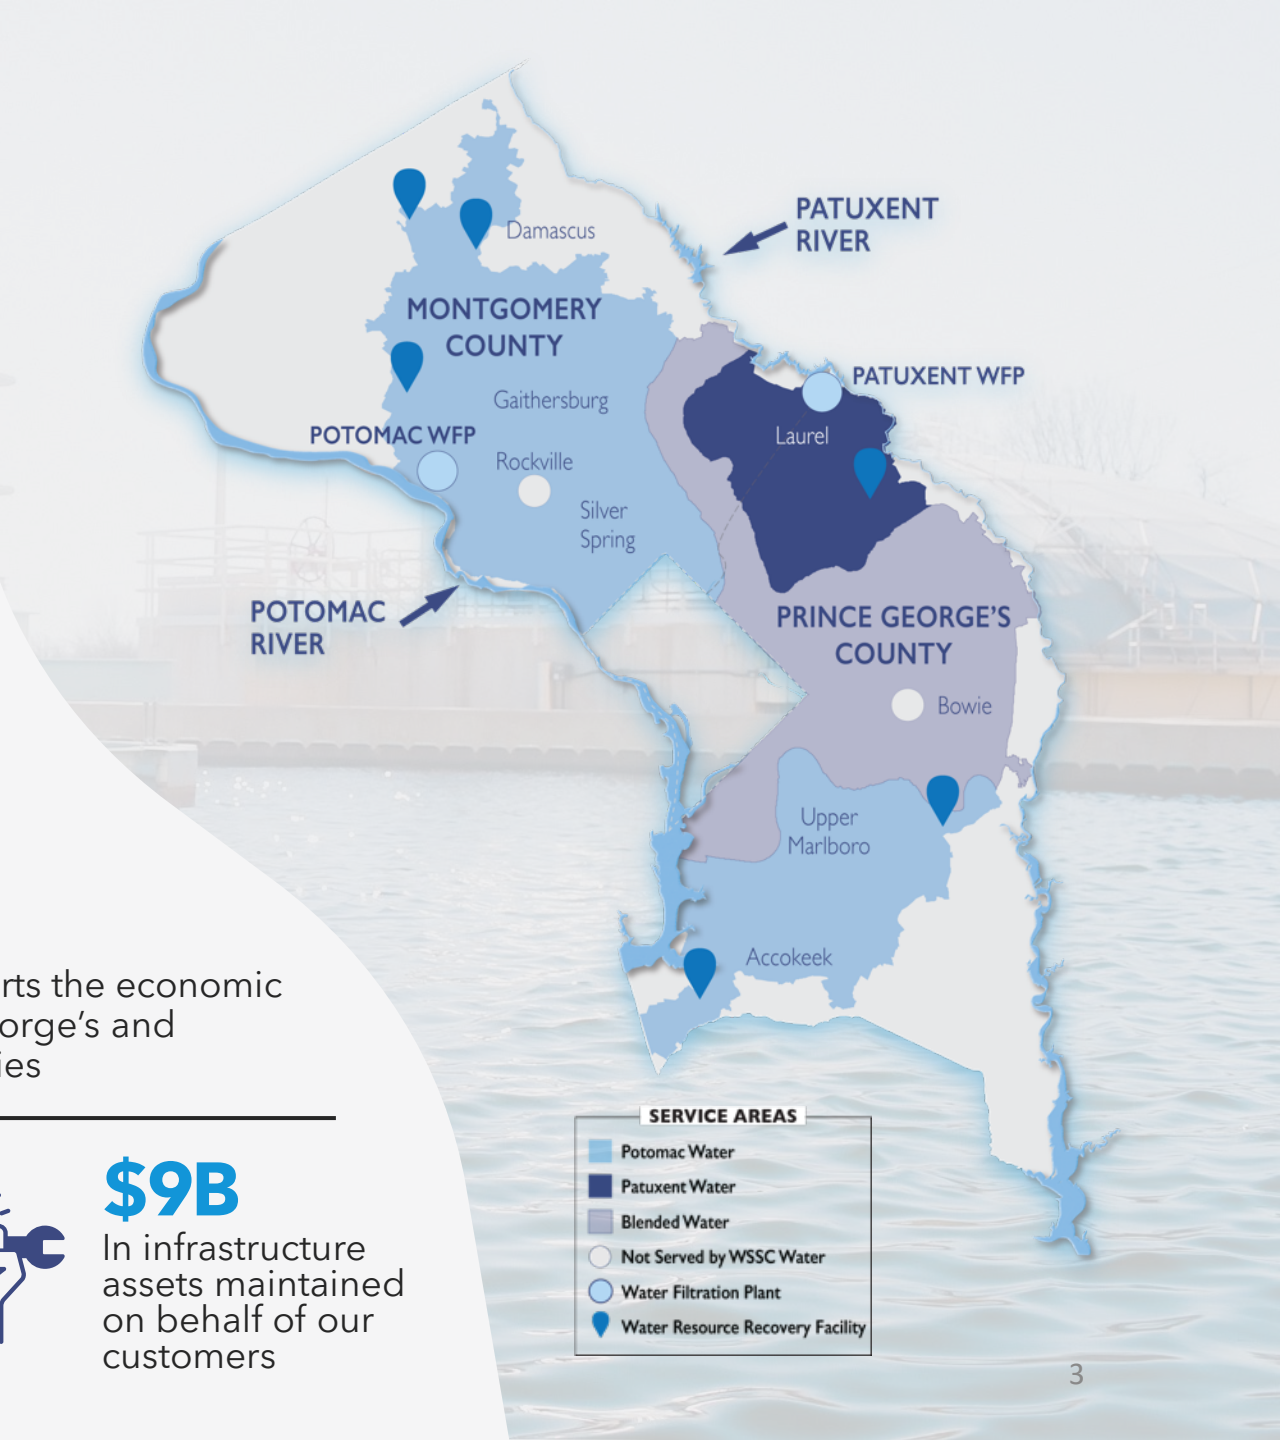 PATUXENT
RIVER
Damascus
MONTGOMERY
COUNTY
PATUXENT WFP
Gaithersburg
POTOMAC WFP
Laurel
Rockville
Silver
Spring
POTOMAC
RIVER
PRINCE GEORGE'S
COUNTY
Bowie
Upper
Marlboro
Accokeek
rts the economic
orge's and
ies
$9B
In infrastructure
assets maintained
on behalf of our
customers
SERVICE AREAS
Potomac Water
Patuxent Water
Blended Water
Not Served by WSSC Water
Water Filtration Plant
Water Resource Recovery Facility
3